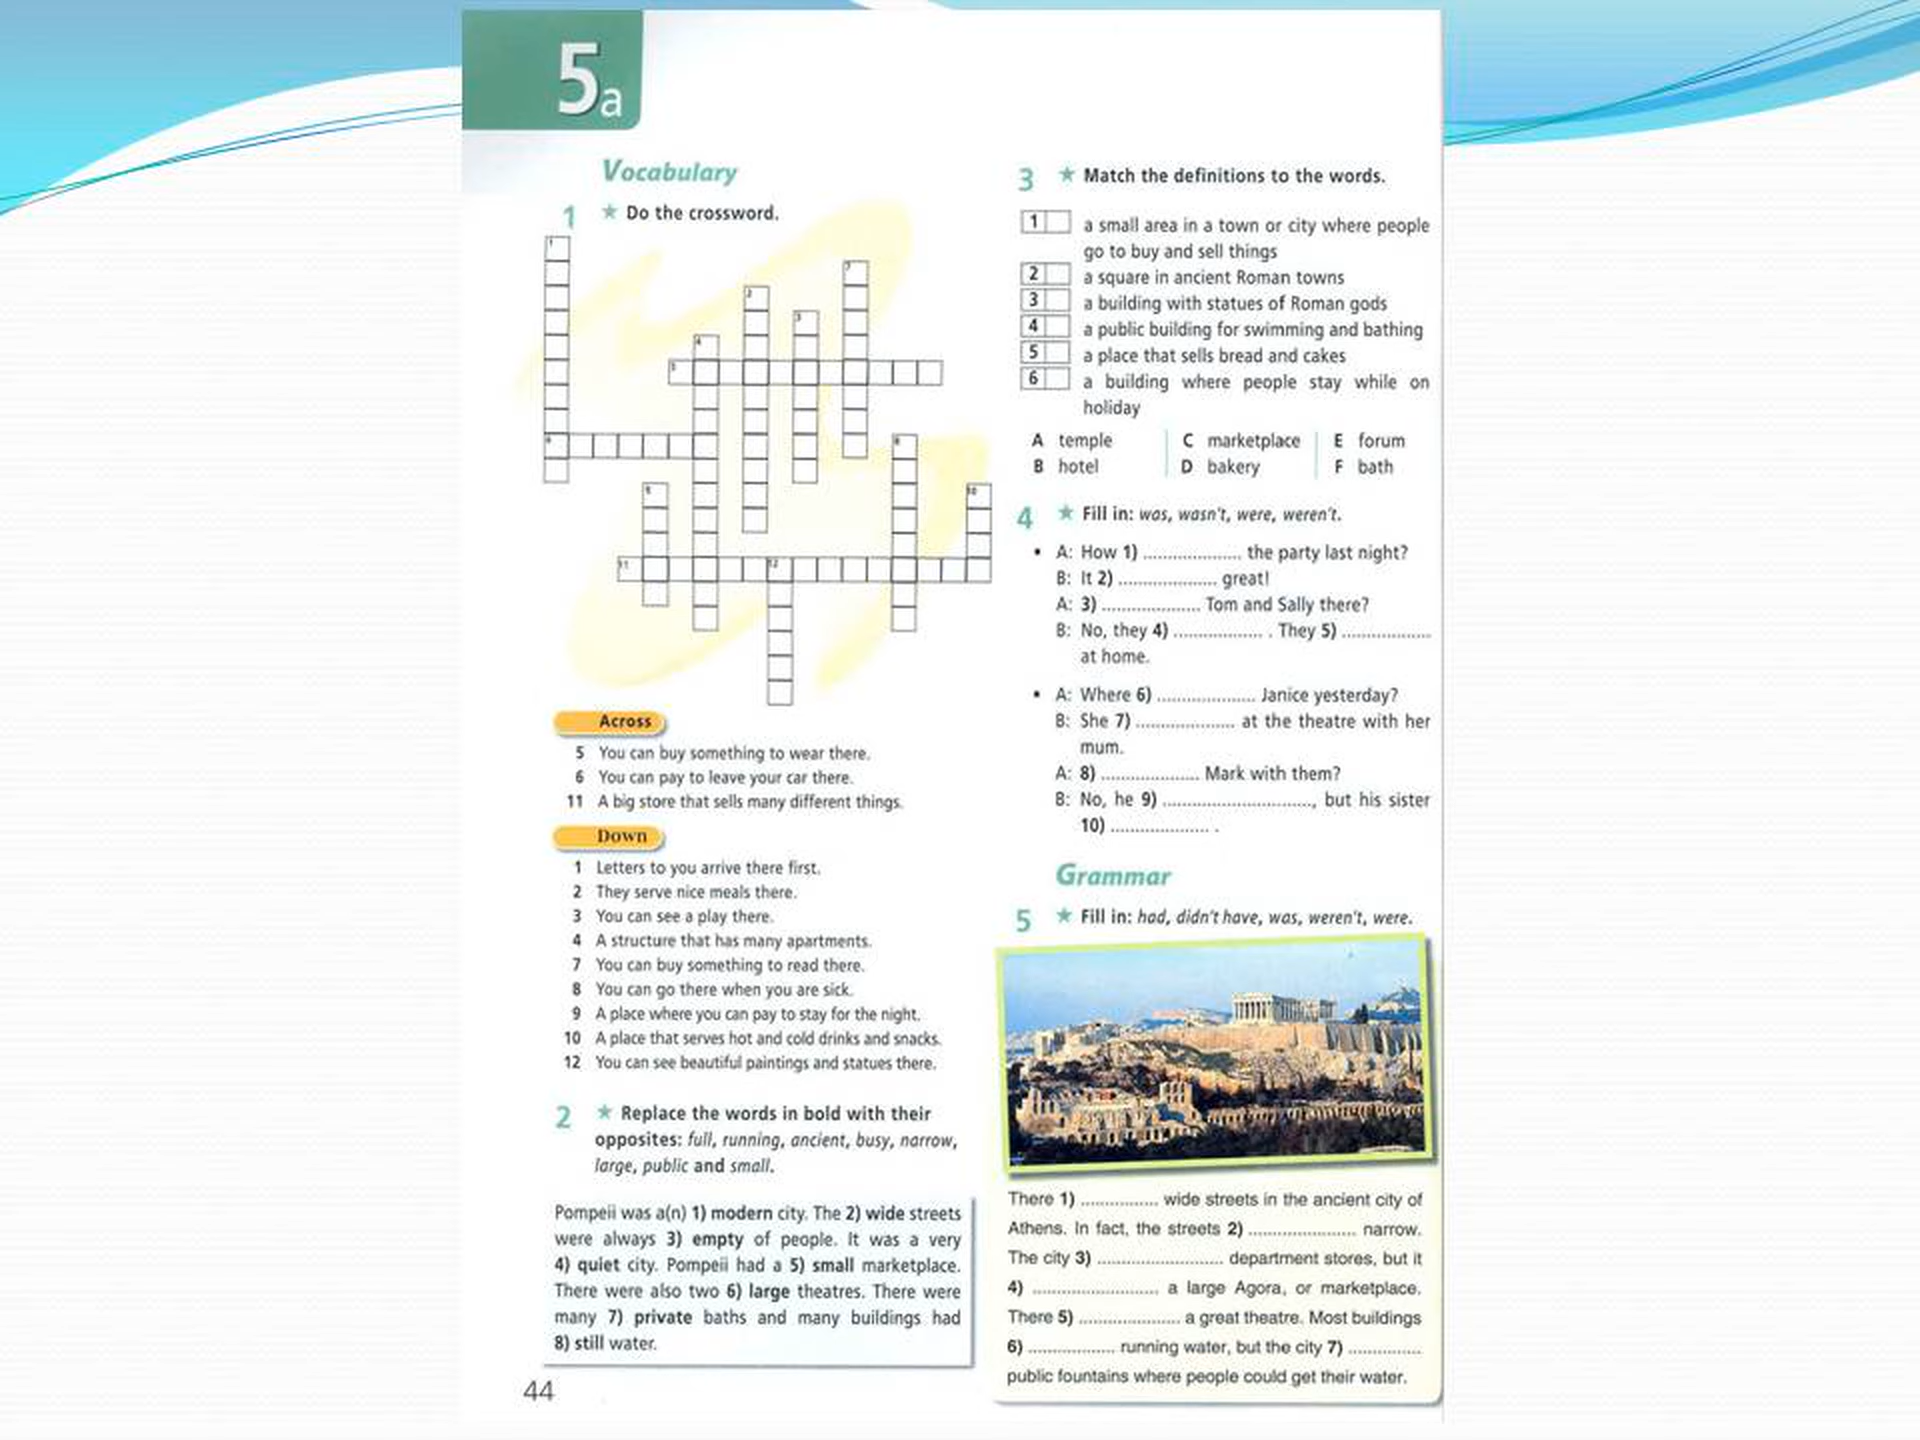 5a
Vocabulary
1 ★ Do the crossword.
1
7
2
3
4
5
6
8
9
10
11
12
Across
5 You can buy something to wear there.
6 You can pay to leave your car there.
11 A big store that sells many different things.
Down
1 Letters to you arrive there first.
2 They serve nice meals there.
3 You can see a play there.
4 A structure that has many apartments.
7 You can buy something to read there.
8 You can go there when you are sick.
9 A place where you can pay to stay for the night.
10 A place that serves hot and cold drinks and snacks.
12 You can see beautiful paintings and statues there.
2 ★ Replace the words in bold with their
opposites: full, running, ancient, busy, narrow,
large, public and small.
Pompeii was a(n) 1) modern city. The 2) wide streets
were always 3) empty of people. It was a very
4) quiet city. Pompeii had a 5) small marketplace.
There were also two 6) large theatres. There were
many 7) private baths and many buildings had
8) still water.
44
3 ★ Match the definitions to the words.
1 a small area in a town or city where people
go to buy and sell things
2 a square in ancient Roman towns
3 a building with statues of Roman gods
4 a public building for swimming and bathing
5 a place that sells bread and cakes
6 a building where people stay while on
holiday
A temple C marketplace E forum
B hotel D bakery F bath
4 ★ Fill in: was, wasn't, were, weren't.
• A: How 1) .................... the party last night?
B: It 2) .................... great!
A: 3) .................... Tom and Sally there?
B: No, they 4) .................. . They 5) ..................
at home.
• A: Where 6) .................... Janice yesterday?
B: She 7) .................... at the theatre with her
mum.
A: 8) .................... Mark with them?
B: No, he 9) .............................., but his sister
10) .................... .
Grammar
5 ★ Fill in: had, didn't have, was, weren't, were.
There 1) ................ wide streets in the ancient city of
Athens. In fact, the streets 2) ...................... narrow.
The city 3) .......................... department stores, but it
4) .......................... a large Agora, or marketplace.
There 5) ..................... a great theatre. Most buildings
6) .................. running water, but the city 7) ...............
public fountains where people could get their water.